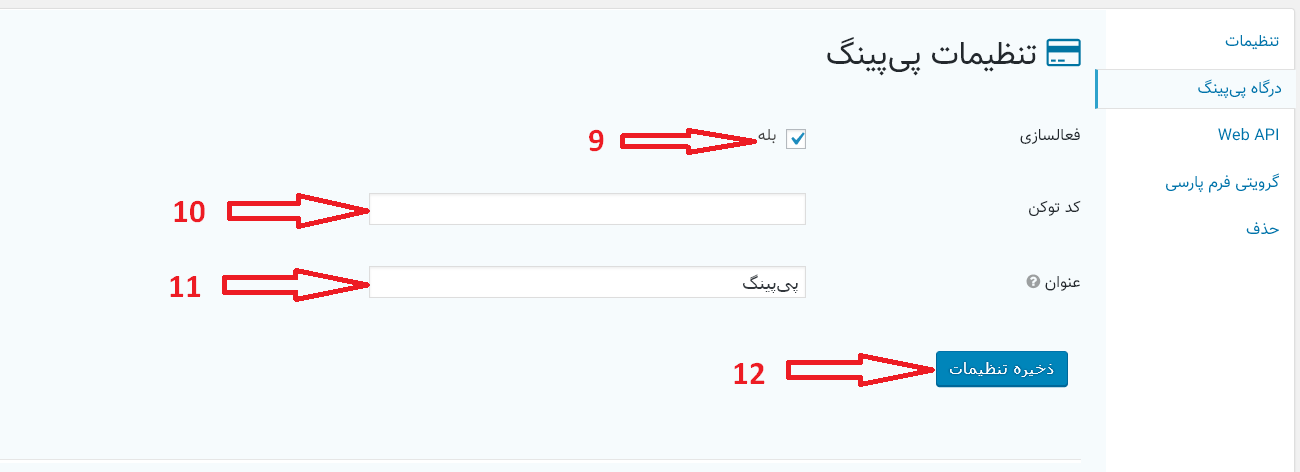 تنظیمات
درگاه پی‌پینگ
Web API
گرویتی فرم پارسی
حذف
تنظیمات پی‌پینگ
فعالسازی
بله
9
کد توکن
10
عنوان ?
پی‌پینگ
11
ذخیره تنظیمات
12